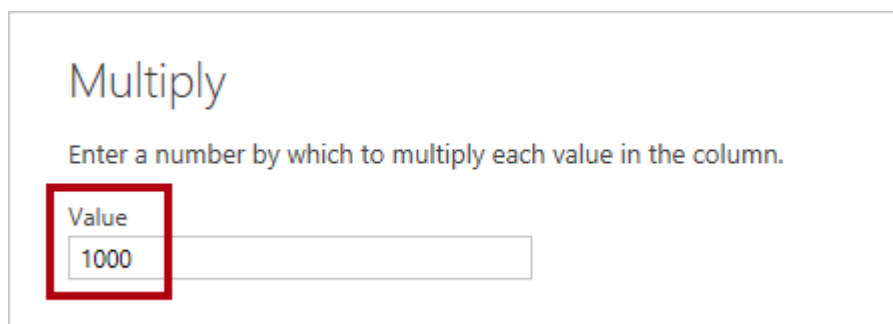 Multiply
Enter a number by which to multiply each value in the column.
Value
1000